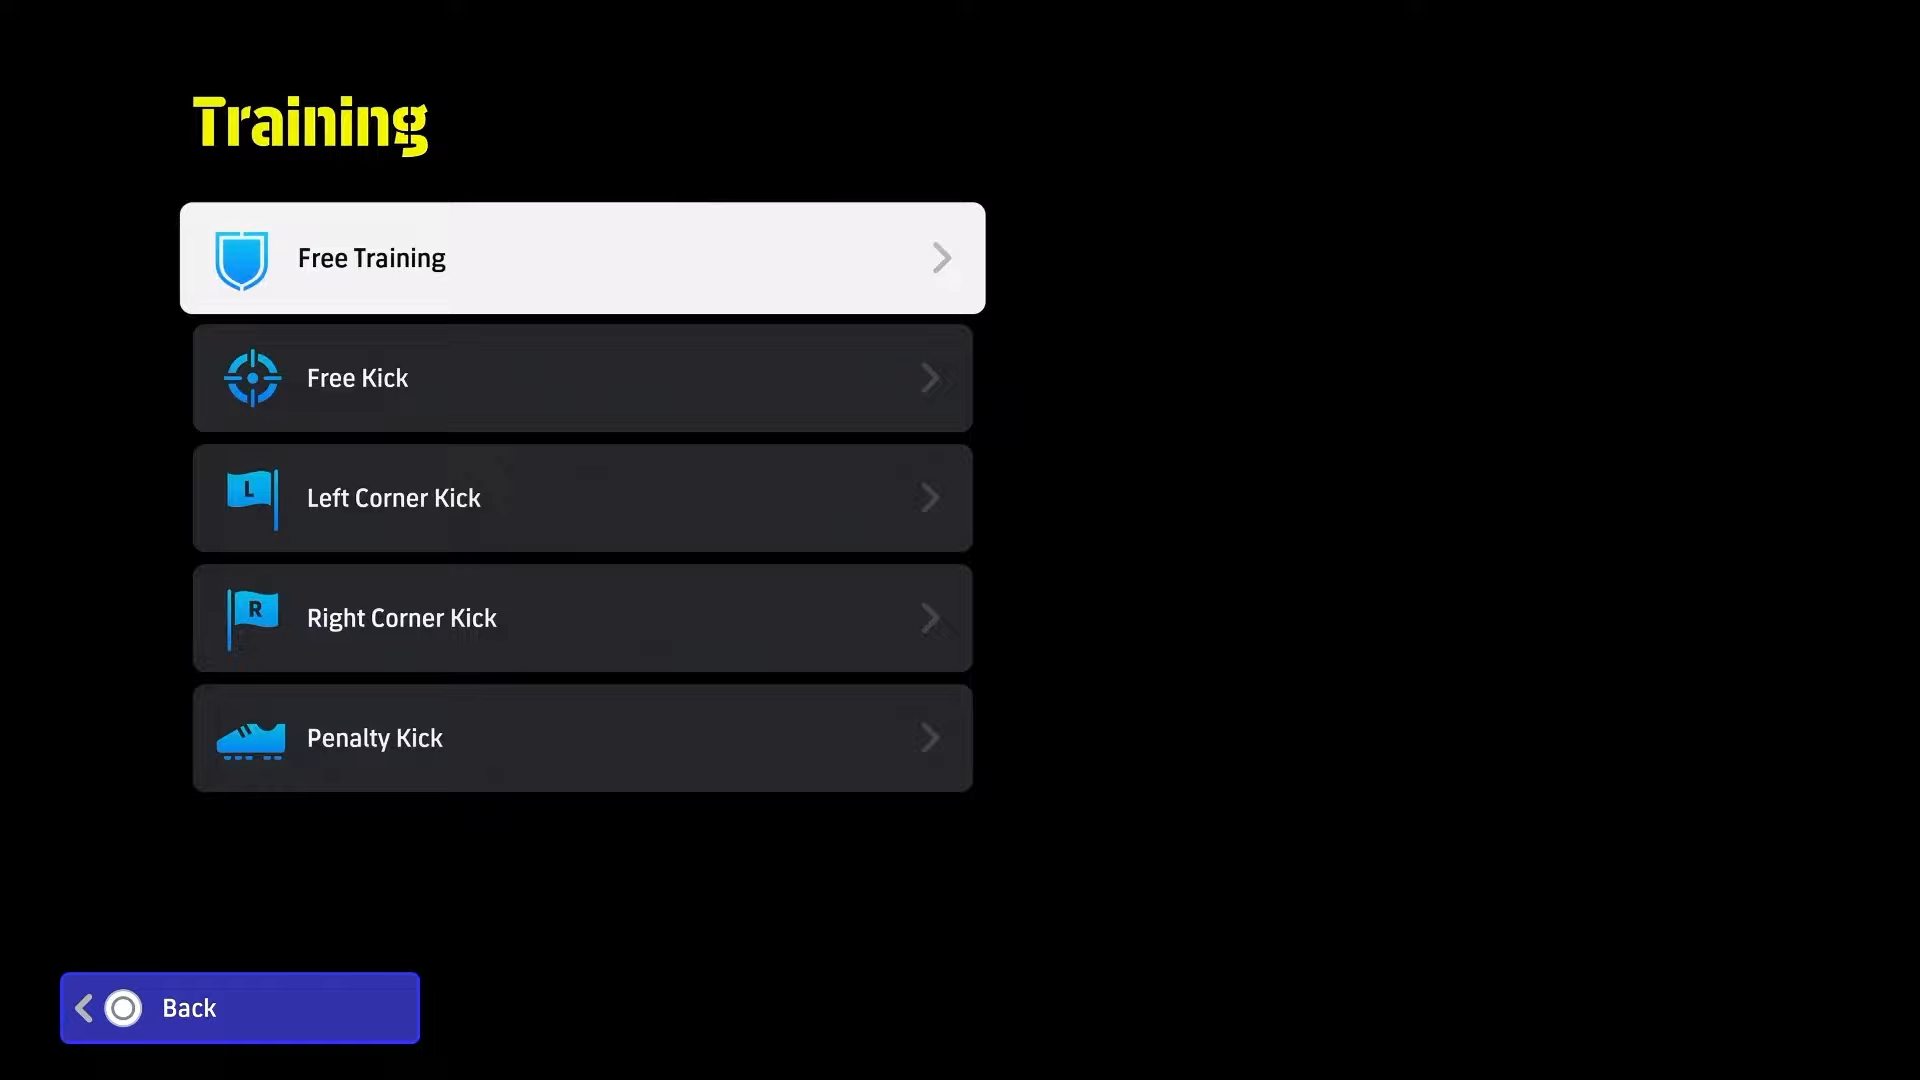 Training
Free Training
Free Kick
L
Left Corner Kick
R
Right Corner Kick
Penalty Kick
Back